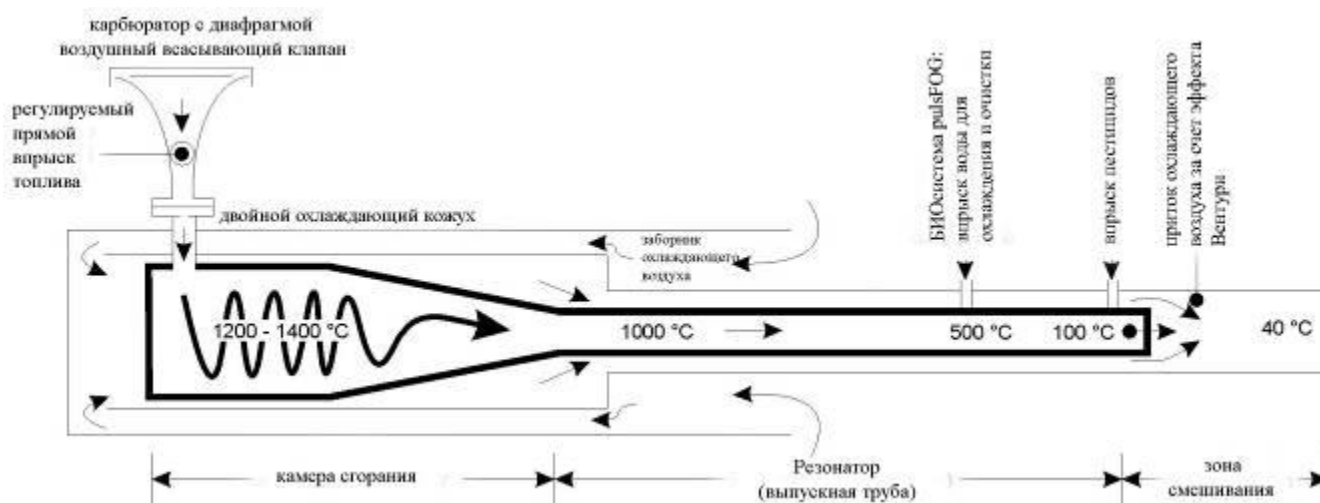 карбюратор с диафрагмой
воздушный всасывающий клапан
регулируемый
прямой
впрыск
топлива
двойной охлаждающий кожух
заборник
охлаждающего
воздуха
БИОсистема pulsFOG:
впрыск воды для
охлаждения и очистки
впрыск пестицидов
приток охлаждающего
воздуха за счет эффекта
Вентури
1200 - 1400 °C
1000 °C
500 °C
100 °C
40 °C
камера сгорания
Резонатор
(выпускная труба)
зона
смешивания